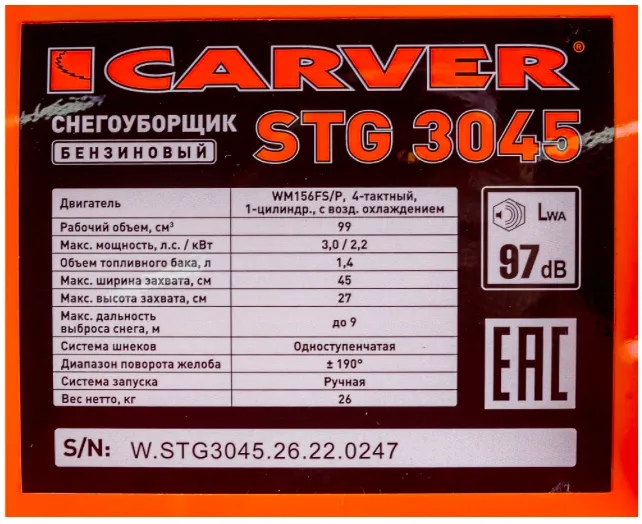 CARVER®
СНЕГОУБОРЩИК
БЕНЗИНОВЫЙ
STG 3045
Двигатель WM156FS/P, 4-тактный,
1-цилиндр., с возд. охлаждением
Рабочий объем, см³ 99
Макс. мощность, л.с. / кВт 3,0 / 2,2
Объем топливного бака, л 1,4
Макс. ширина захвата, см 45
Макс. высота захвата, см 27
Макс. дальность
выброса снега, м до 9
Система шнеков Одноступенчатая
Диапазон поворота желоба ± 190°
Система запуска Ручная
Вес нетто, кг 26
LWA
97 dB
EAC
S/N: W.STG3045.26.22.0247